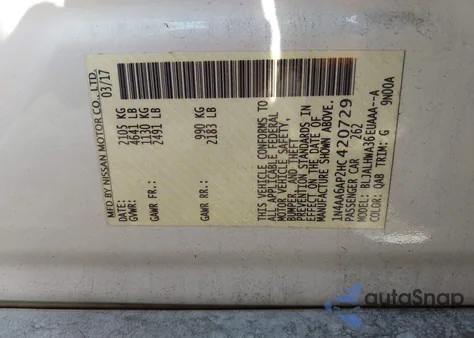 MFD BY NISSAN MOTOR CO., LTD.
03/17
GVWR: 2105 KG
4641 LB
GAWR FR: 1130 KG
2491 LB
GAWR RR: 990 KG
2183 LB
THIS VEHICLE CONFORMS TO
ALL APPLICABLE FEDERAL
MOTOR VEHICLE SAFETY,
BUMPER, AND THEFT
PREVENTION STANDARDS IN
EFFECT ON THE DATE OF
MANUFACTURE SHOWN ABOVE.
1N4AA6AP2HC420729
PASSENGER CAR 262
MODEL: BLJALHWA36EUAAA--A
COLOR: QAB TRIM: G 9N00A
autoSnap